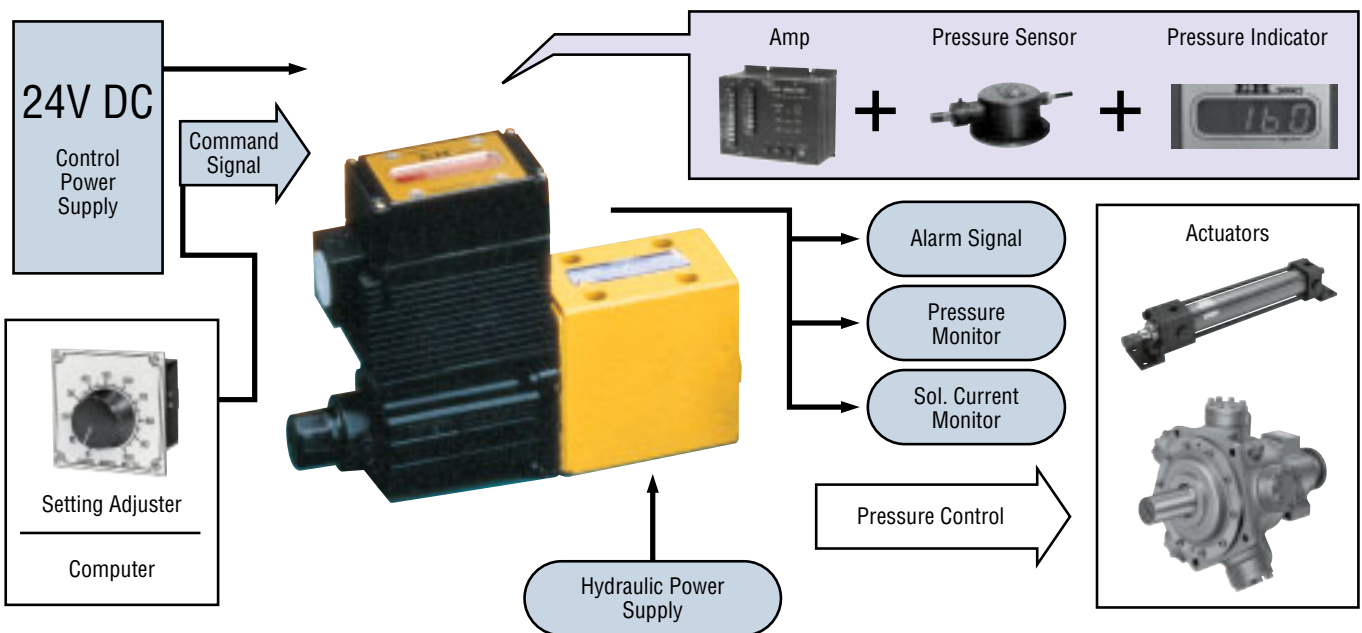 24V DC
Control
Power
Supply
Command
Signal
Amp
Pressure Sensor
Pressure Indicator
160
Alarm Signal
Pressure
Monitor
Sol. Current
Monitor
Actuators
Setting Adjuster
Computer
Pressure Control
Hydraulic Power
Supply